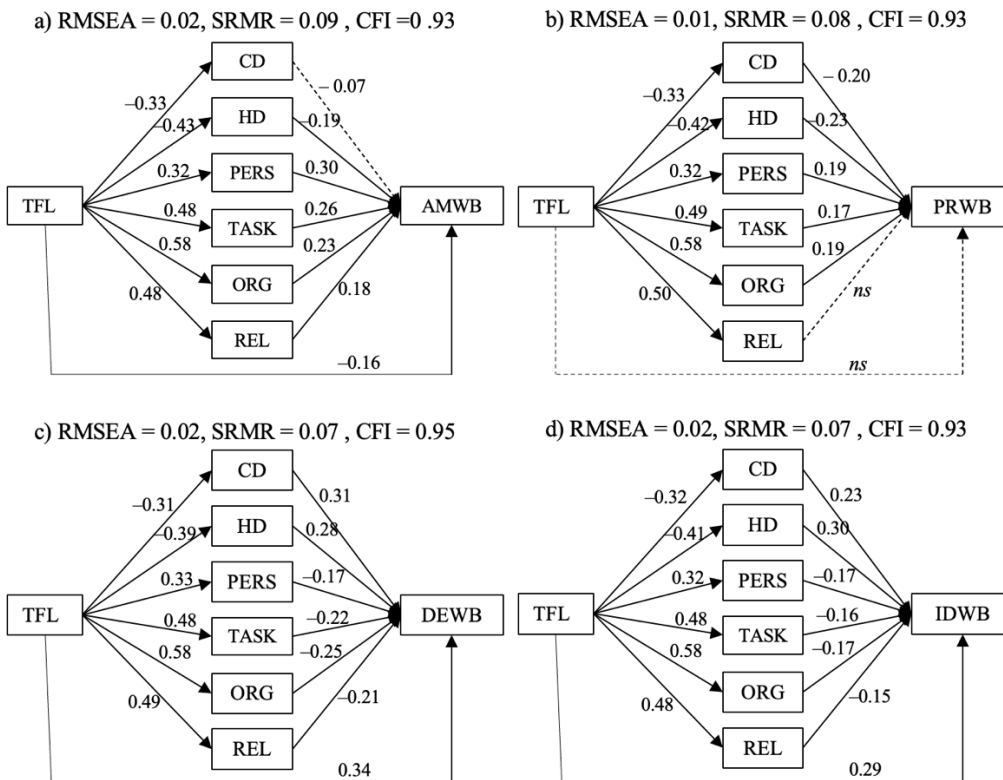 a) RMSEA = 0.02, SRMR = 0.09 , CFI =0 .93
CD
– 0.07
–0.33
HD
–0.43
–0.19
PERS
0.32
0.30
TFL
AMWB
0.48
TASK
0.26
0.58
0.23
ORG
0.48
0.18
REL
–0.16
b) RMSEA = 0.01, SRMR = 0.08 , CFI = 0.93
CD
– 0.20
–0.33
HD
–0.42
–0.23
PERS
0.32
0.19
TFL
PRWB
0.49
TASK
0.17
0.58
0.19
ORG
0.50
ns
REL
ns
c) RMSEA = 0.02, SRMR = 0.07 , CFI = 0.95
CD
0.31
–0.31
HD
–0.39
0.28
PERS
0.33
–0.17
TFL
DEWB
0.48
TASK
–0.22
0.58
–0.25
ORG
0.49
–0.21
REL
0.34
d) RMSEA = 0.02, SRMR = 0.07 , CFI = 0.93
CD
0.23
–0.32
HD
–0.41
0.30
PERS
0.32
–0.17
TFL
IDWB
0.48
TASK
–0.16
0.58
–0.17
ORG
0.48
–0.15
REL
0.29